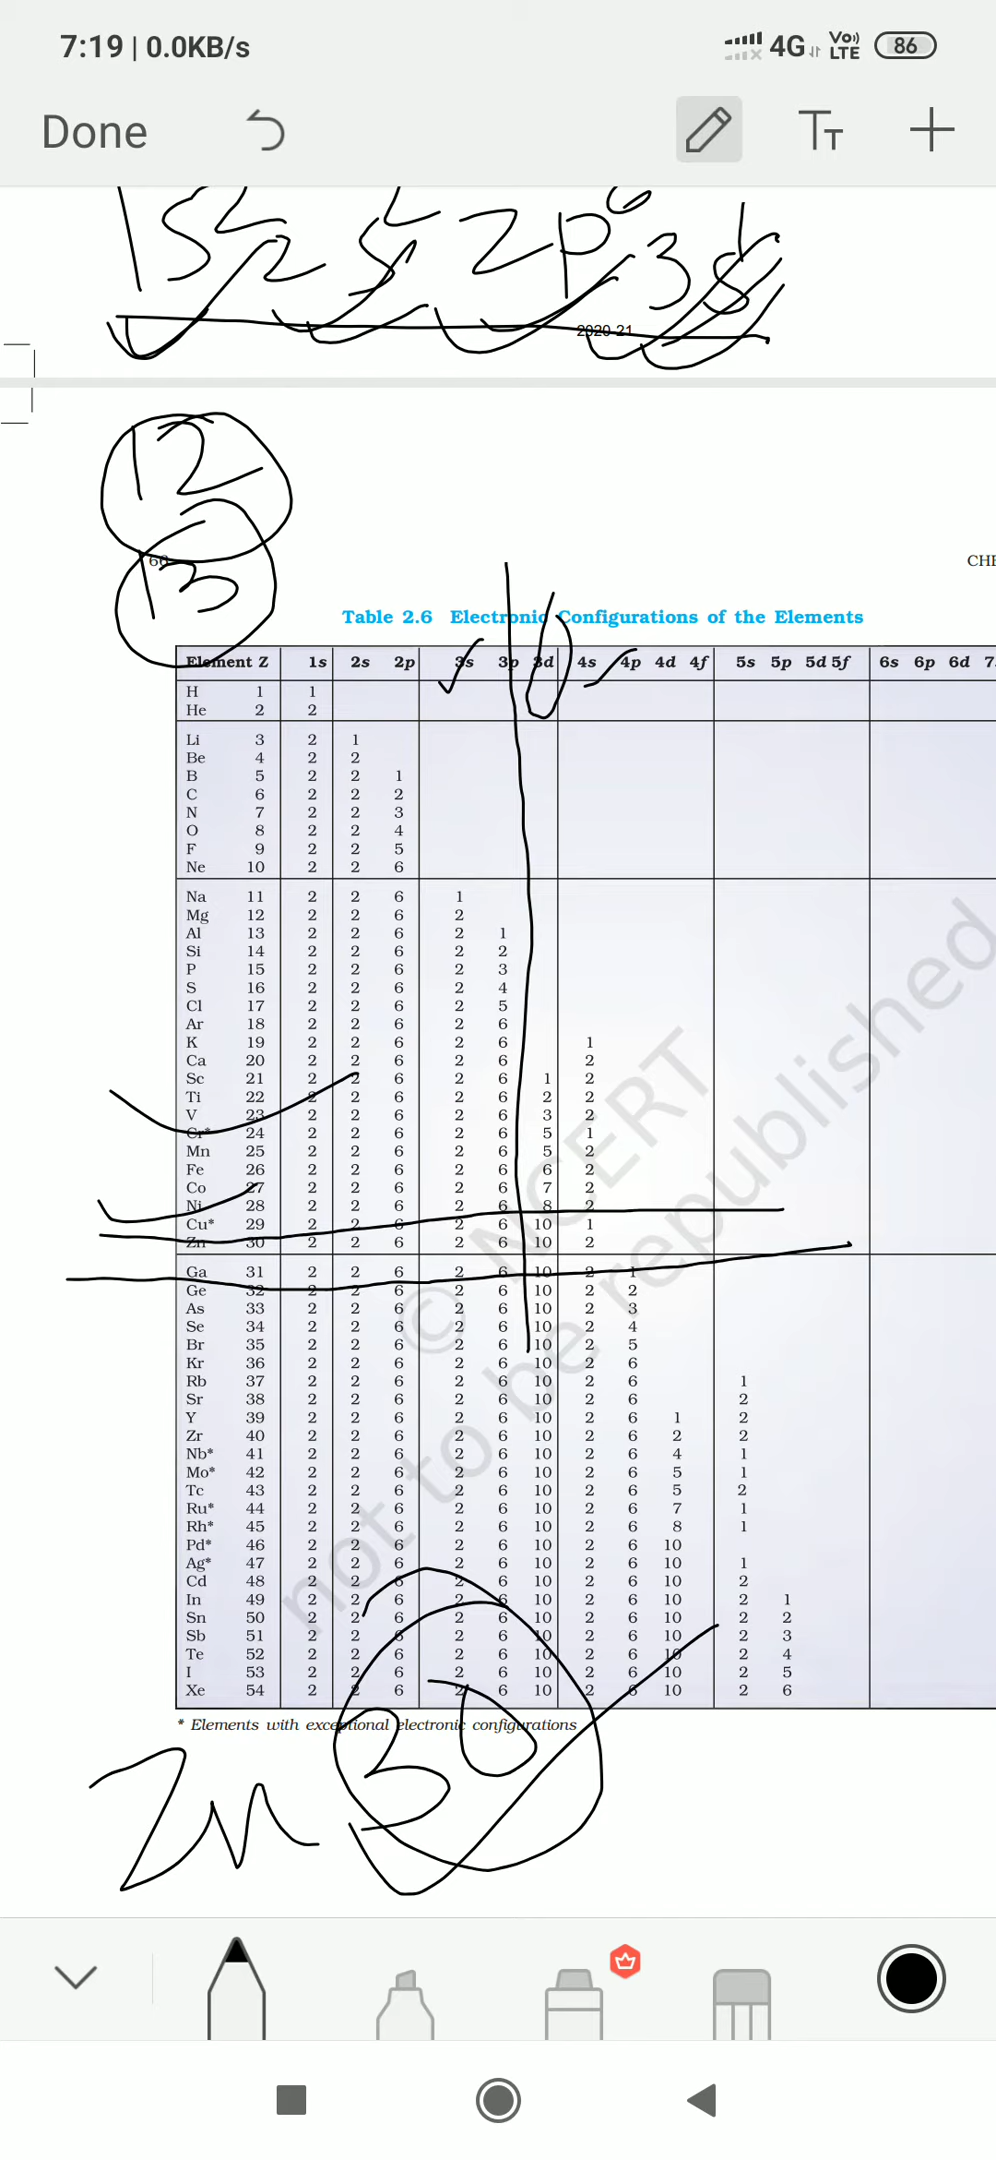 7:19 | 0.0KB/s 4G Vo) LTE 86
Done TT
1s2 2s2 2p6 3s1
2020-21
12
13
66 CHE
Table 2.6 Electronic Configurations of the Elements
Element Z 1s 2s 2p 3s 3p 3d 4s 4p 4d 4f 5s 5p 5d 5f 6s 6p 6d 7
H 1 1
He 2 2
Li 3 2 1
Be 4 2 2
B 5 2 2 1
C 6 2 2 2
N 7 2 2 3
O 8 2 2 4
F 9 2 2 5
Ne 10 2 2 6
Na 11 2 2 6 1
Mg 12 2 2 6 2
Al 13 2 2 6 2 1
Si 14 2 2 6 2 2
P 15 2 2 6 2 3
S 16 2 2 6 2 4
Cl 17 2 2 6 2 5
Ar 18 2 2 6 2 6
K 19 2 2 6 2 6 1
Ca 20 2 2 6 2 6 2
Sc 21 2 2 6 2 6 1 2
Ti 22 2 2 6 2 6 2 2
V 23 2 2 6 2 6 3 2
Cr* 24 2 2 6 2 6 5 1
Mn 25 2 2 6 2 6 5 2
Fe 26 2 2 6 2 6 6 2
Co 27 2 2 6 2 6 7 2
Ni 28 2 2 6 2 6 8 2
Cu* 29 2 2 6 2 6 10 1
Zn 30 2 2 6 2 6 10 2
Ga 31 2 2 6 2 6 10 2 1
Ge 32 2 2 6 2 6 10 2 2
As 33 2 2 6 2 6 10 2 3
Se 34 2 2 6 2 6 10 2 4
Br 35 2 2 6 2 6 10 2 5
Kr 36 2 2 6 2 6 10 2 6
Rb 37 2 2 6 2 6 10 2 6 1
Sr 38 2 2 6 2 6 10 2 6 2
Y 39 2 2 6 2 6 10 2 6 1 2
Zr 40 2 2 6 2 6 10 2 6 2 2
Nb* 41 2 2 6 2 6 10 2 6 4 1
Mo* 42 2 2 6 2 6 10 2 6 5 1
Tc 43 2 2 6 2 6 10 2 6 5 2
Ru* 44 2 2 6 2 6 10 2 6 7 1
Rh* 45 2 2 6 2 6 10 2 6 8 1
Pd* 46 2 2 6 2 6 10 2 6 10
Ag* 47 2 2 6 2 6 10 2 6 10 1
Cd 48 2 2 6 2 6 10 2 6 10 2
In 49 2 2 6 2 6 10 2 6 10 2 1
Sn 50 2 2 6 2 6 10 2 6 10 2 2
Sb 51 2 2 6 2 6 10 2 6 10 2 3
Te 52 2 2 6 2 6 10 2 6 10 2 4
I 53 2 2 6 2 6 10 2 6 10 2 5
Xe 54 2 2 6 2 6 10 2 6 10 2 6
© NCERT
not to be republished
* Elements with exceptional electronic configurations
Zn 30